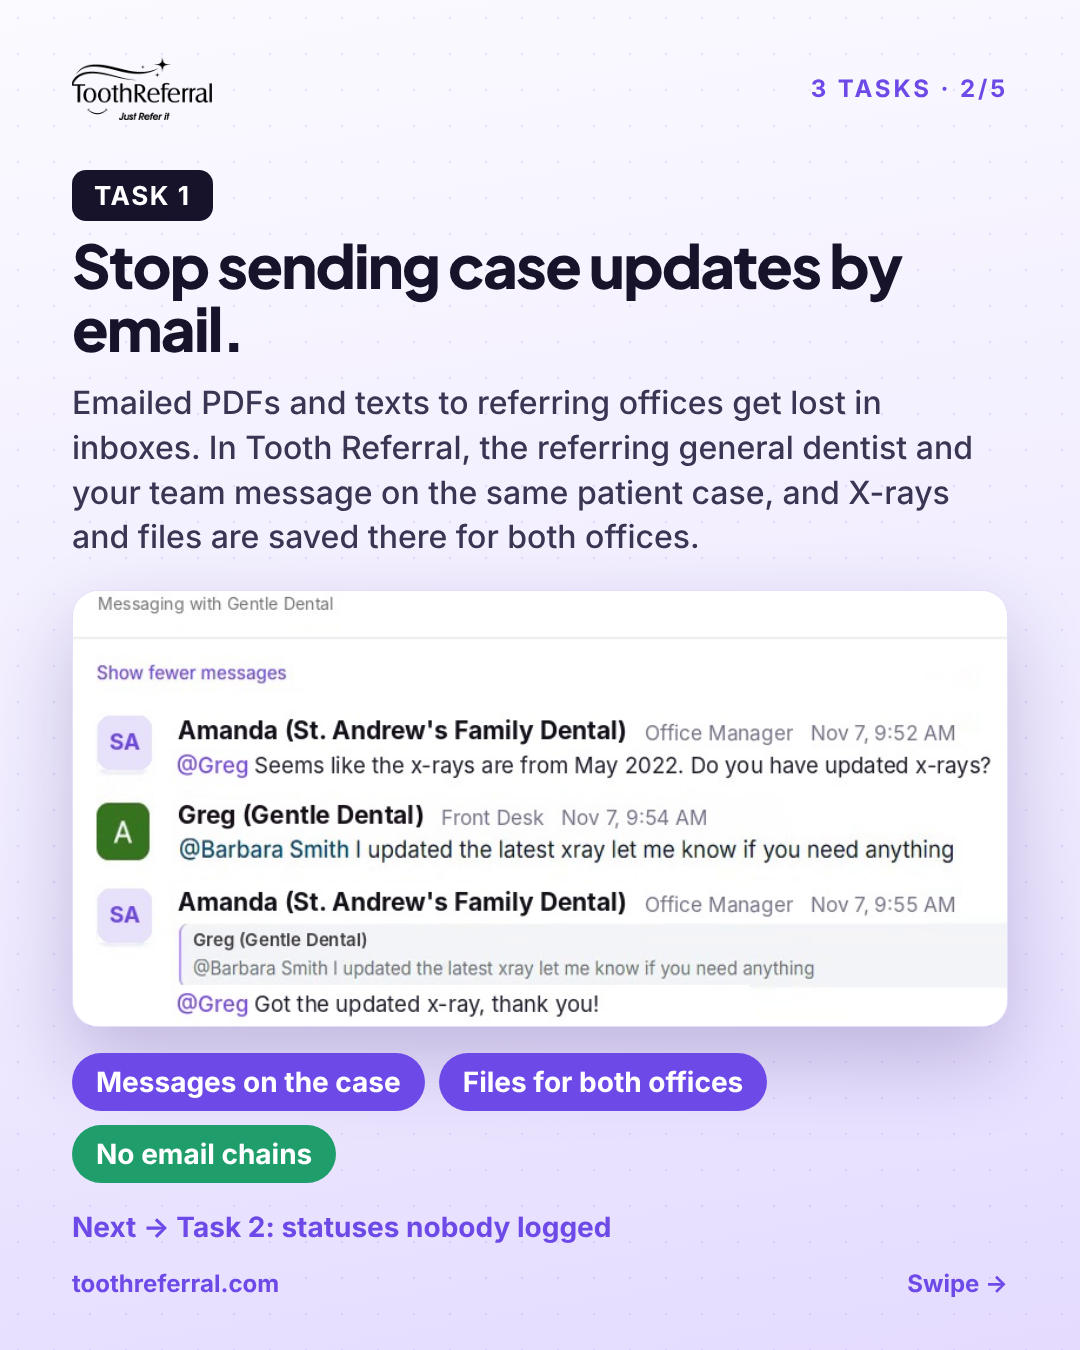 ToothReferral
Just Refer it
3 TASKS · 2/5
TASK 1
Stop sending case updates by
email.
Emailed PDFs and texts to referring offices get lost in
inboxes. In Tooth Referral, the referring general dentist and
your team message on the same patient case, and X-rays
and files are saved there for both offices.
Messaging with Gentle Dental
Show fewer messages
SA
Amanda (St. Andrew's Family Dental) Office Manager Nov 7, 9:52 AM
@Greg Seems like the x-rays are from May 2022. Do you have updated x-rays?
A
Greg (Gentle Dental) Front Desk Nov 7, 9:54 AM
@Barbara Smith I updated the latest xray let me know if you need anything
SA
Amanda (St. Andrew's Family Dental) Office Manager Nov 7, 9:55 AM
Greg (Gentle Dental)
@Barbara Smith I updated the latest xray let me know if you need anything
@Greg Got the updated x-ray, thank you!
Messages on the case
Files for both offices
No email chains
Next → Task 2: statuses nobody logged
toothreferral.com
Swipe →